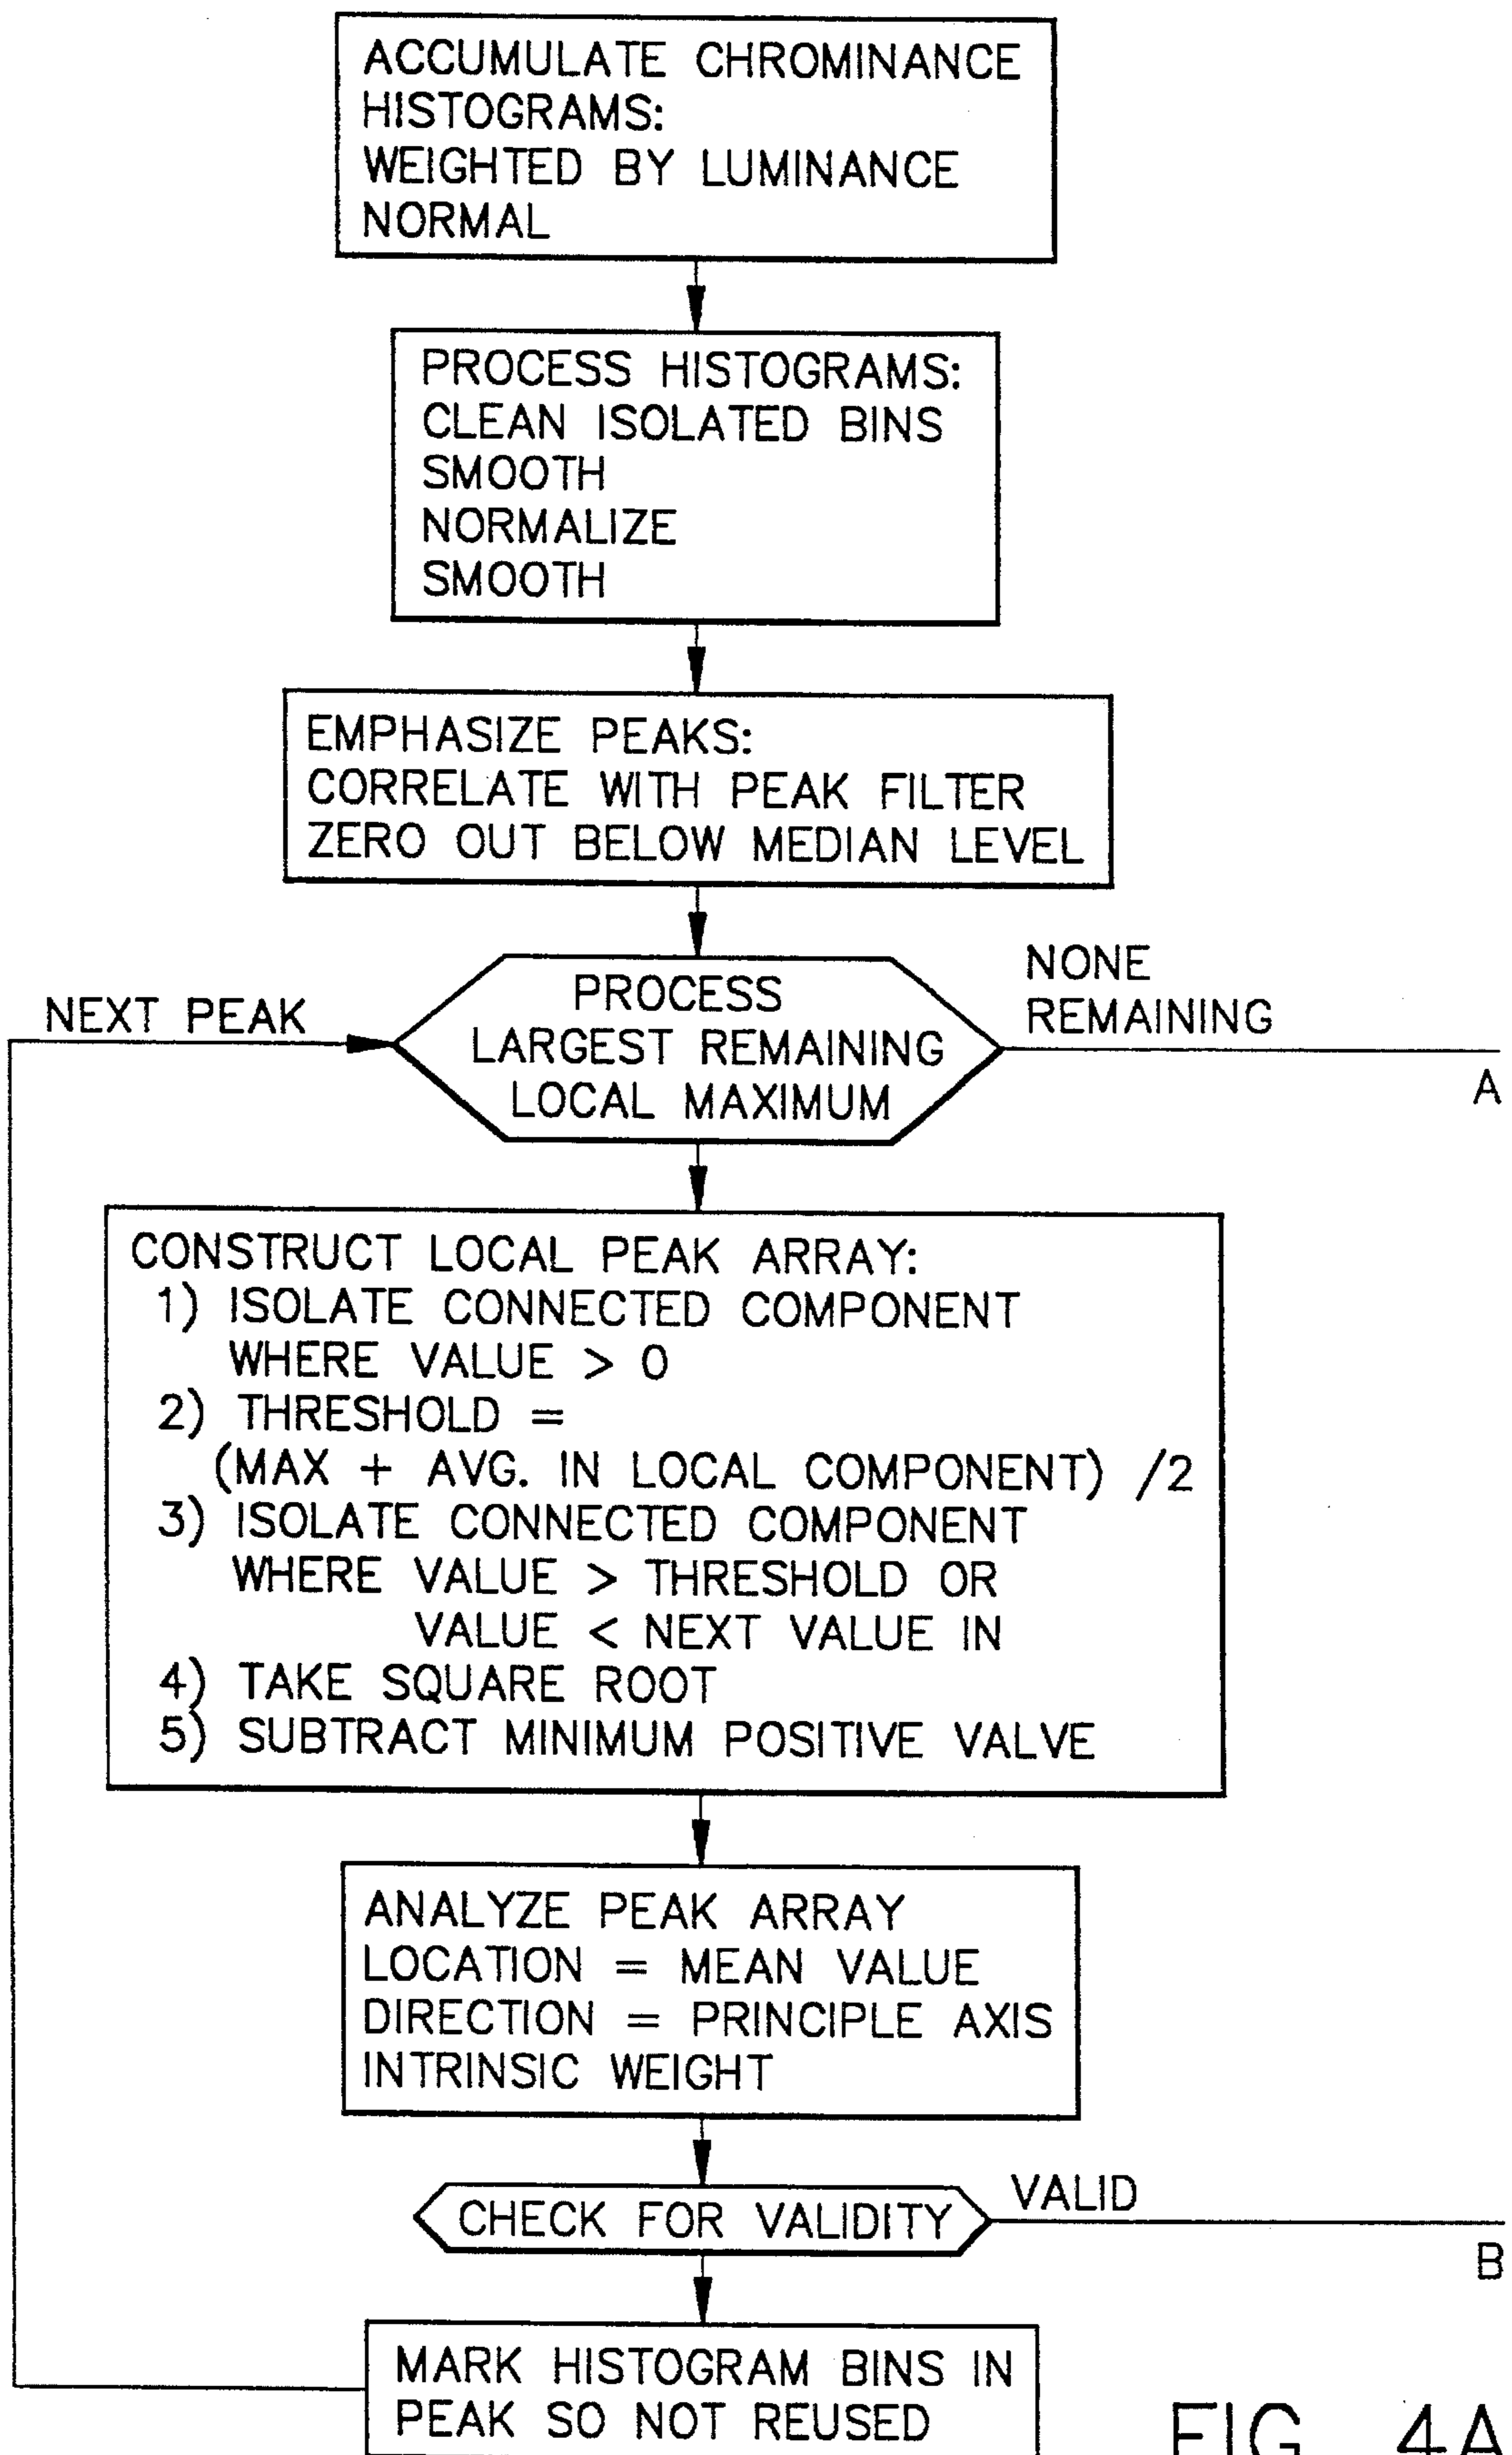 ACCUMULATE CHROMINANCE
HISTOGRAMS:
WEIGHTED BY LUMINANCE
NORMAL
PROCESS HISTOGRAMS:
CLEAN ISOLATED BINS
SMOOTH
NORMALIZE
SMOOTH
EMPHASIZE PEAKS:
CORRELATE WITH PEAK FILTER
ZERO OUT BELOW MEDIAN LEVEL
NEXT PEAK
PROCESS
LARGEST REMAINING
LOCAL MAXIMUM
NONE
REMAINING
A
CONSTRUCT LOCAL PEAK ARRAY:
1) ISOLATE CONNECTED COMPONENT
WHERE VALUE > 0
2) THRESHOLD =
(MAX + AVG. IN LOCAL COMPONENT) /2
3) ISOLATE CONNECTED COMPONENT
WHERE VALUE > THRESHOLD OR
VALUE < NEXT VALUE IN
4) TAKE SQUARE ROOT
5) SUBTRACT MINIMUM POSITIVE VALVE
ANALYZE PEAK ARRAY
LOCATION = MEAN VALUE
DIRECTION = PRINCIPLE AXIS
INTRINSIC WEIGHT
CHECK FOR VALIDITY
VALID
B
MARK HISTOGRAM BINS IN
PEAK SO NOT REUSED
FIG. 4A